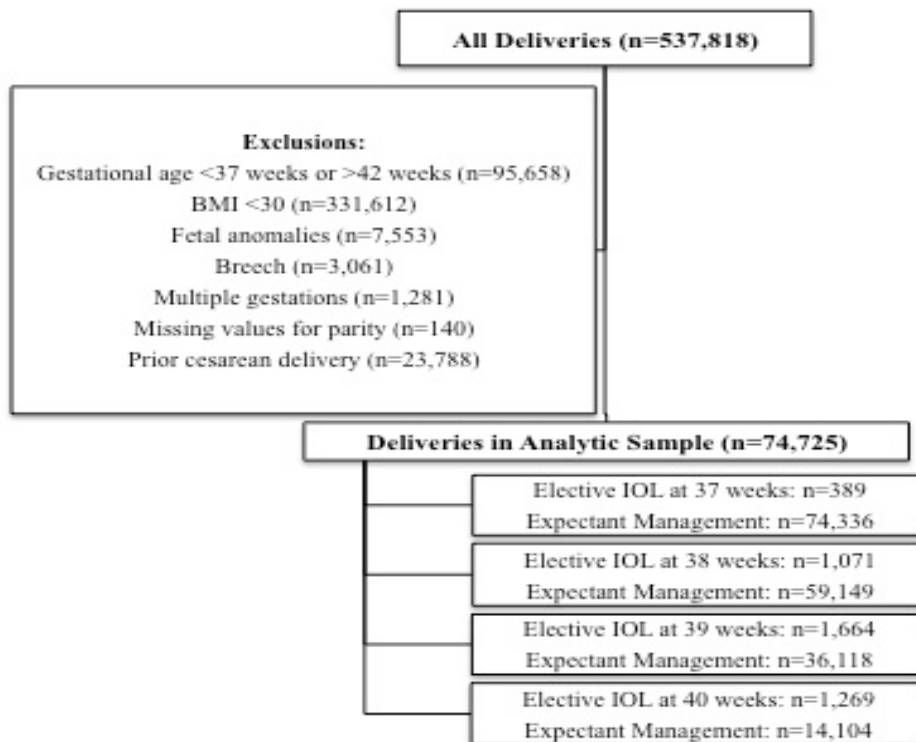 All Deliveries (n=537,818)
Exclusions:
Gestational age <37 weeks or >42 weeks (n=95,658)
BMI <30 (n=331,612)
Fetal anomalies (n=7,553)
Breech (n=3,061)
Multiple gestations (n=1,281)
Missing values for parity (n=140)
Prior cesarean delivery (n=23,788)
Deliveries in Analytic Sample (n=74,725)
Elective IOL at 37 weeks: n=389
Expectant Management: n=74,336
Elective IOL at 38 weeks: n=1,071
Expectant Management: n=59,149
Elective IOL at 39 weeks: n=1,664
Expectant Management: n=36,118
Elective IOL at 40 weeks: n=1,269
Expectant Management: n=14,104